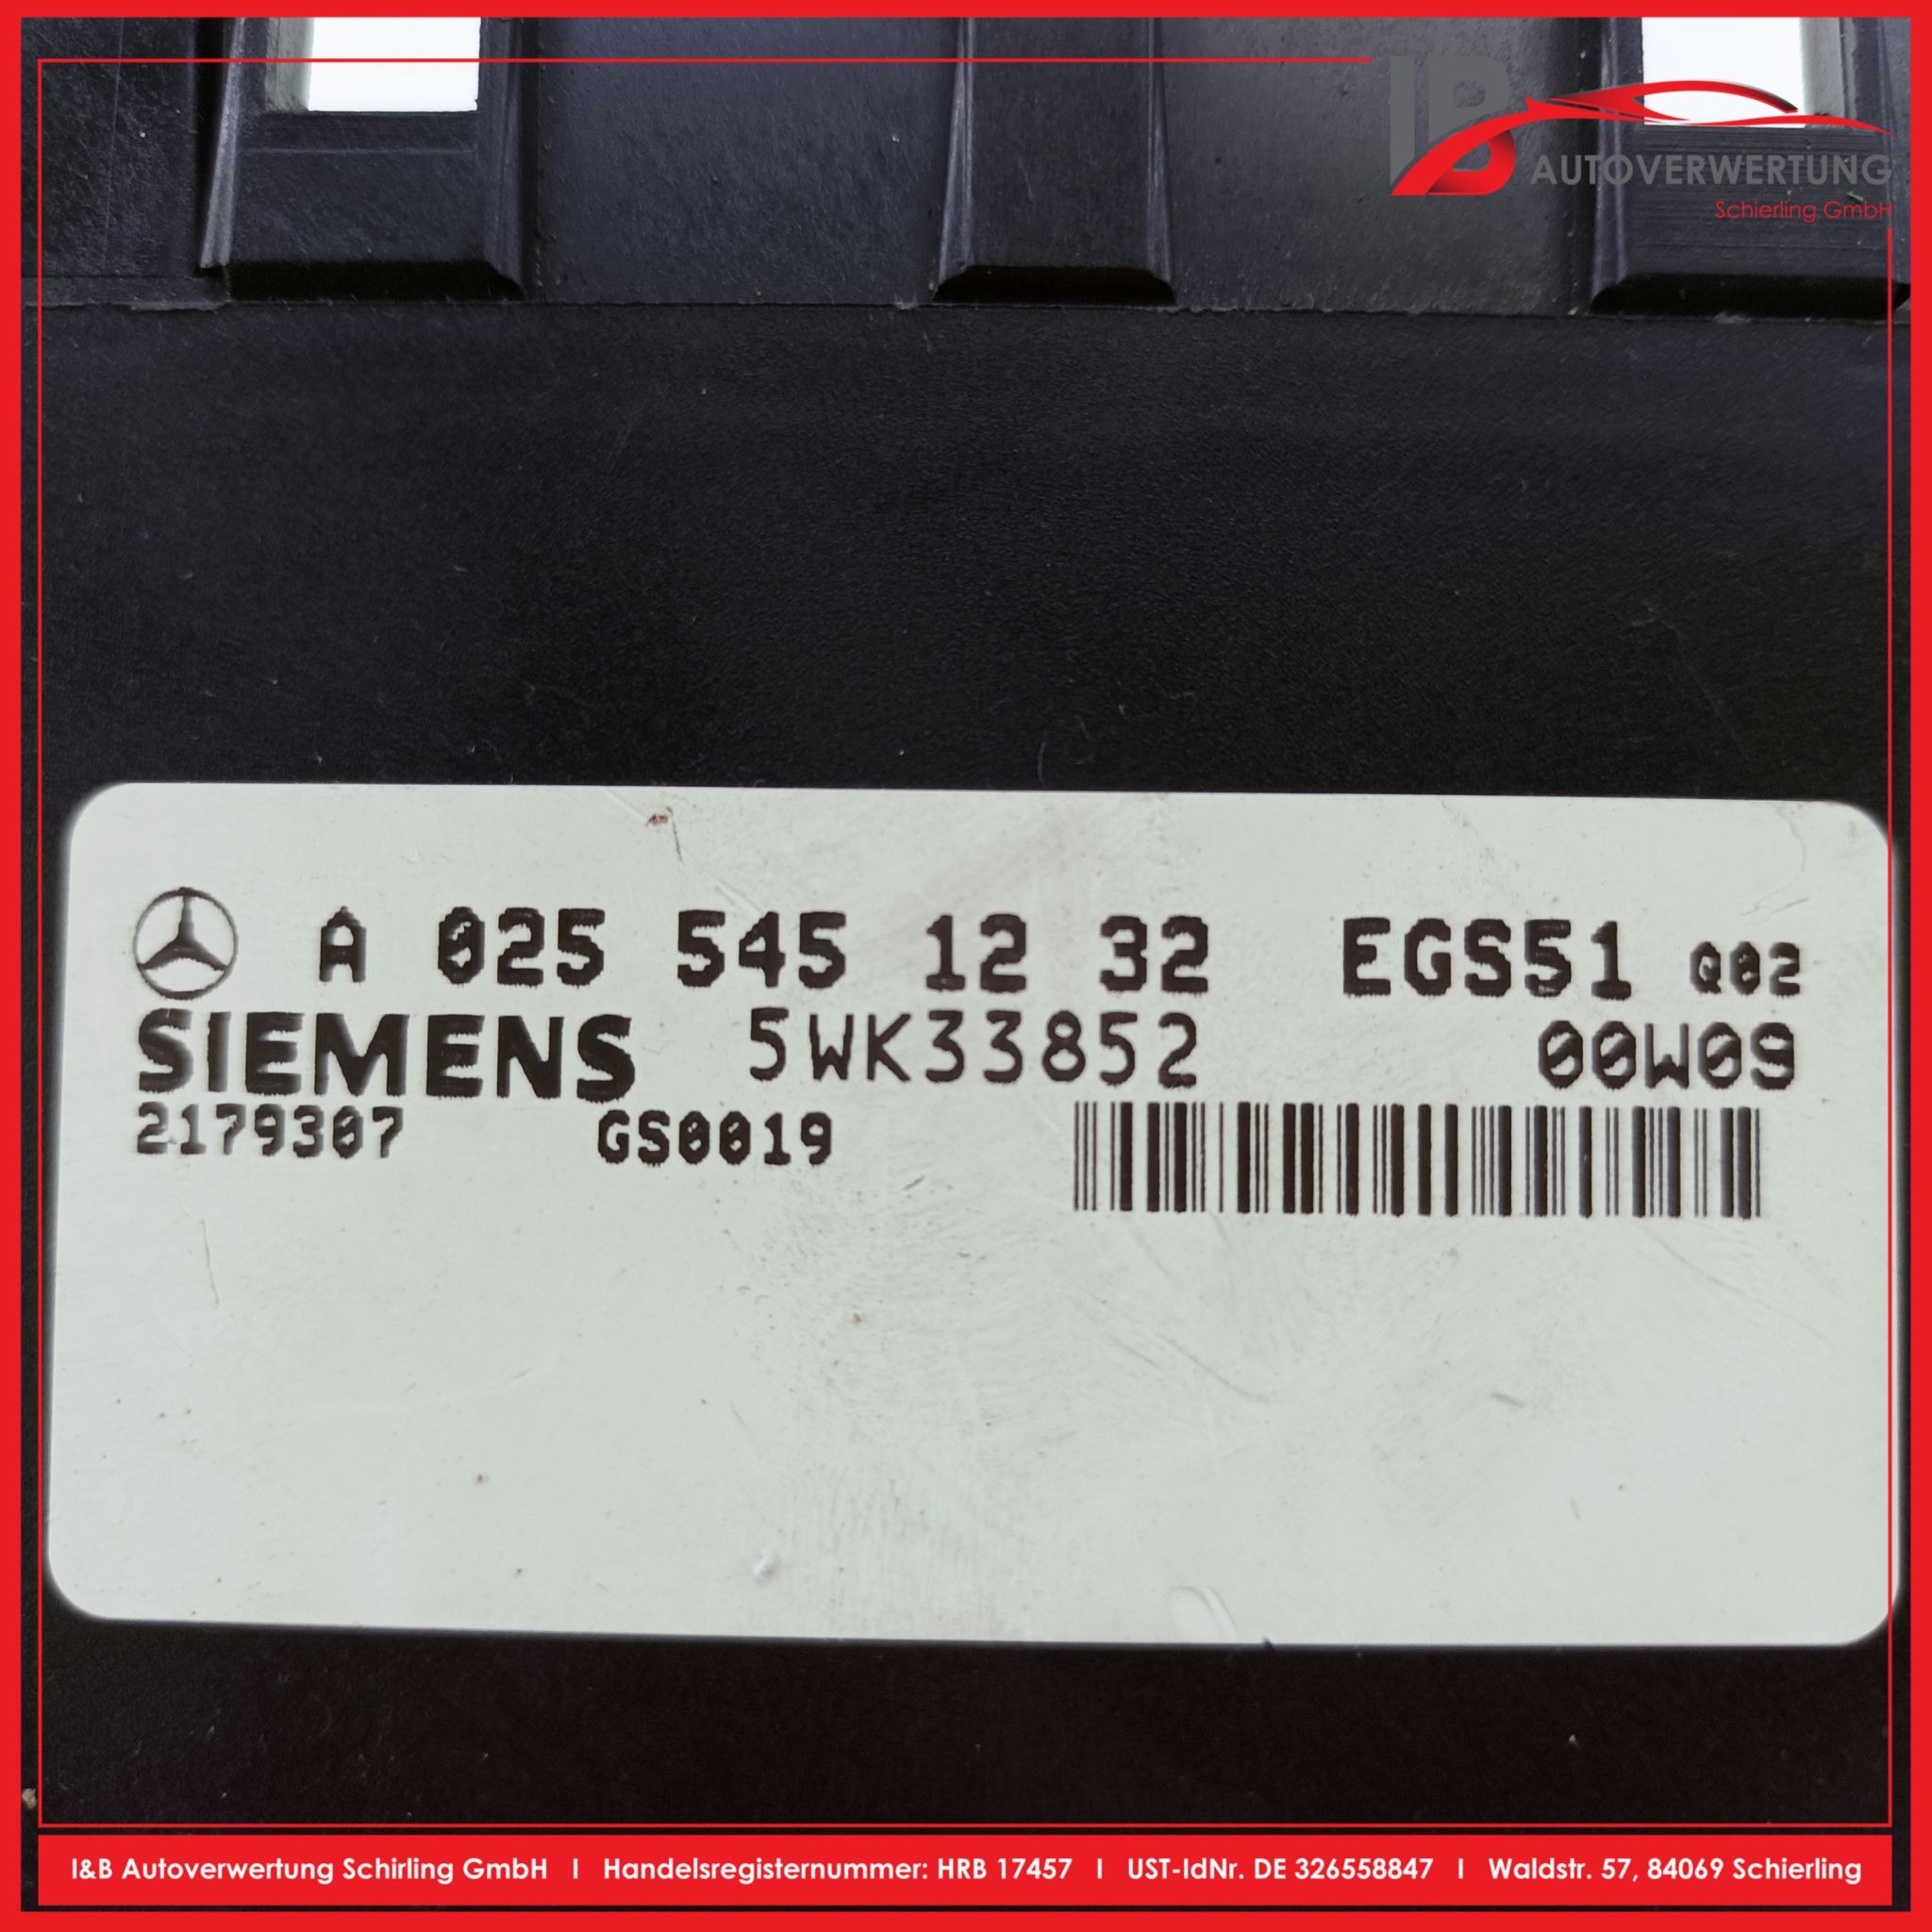 IB
AUTOVERWERTUNG
Schierling GmbH
A 025 545 12 32 EGS51 Q02
SIEMENS 5WK33852 00W09
2179307 GS0019
I&B Autoverwertung Schirling GmbH I Handelsregisternummer: HRB 17457 I UST-IdNr. DE 326558847 I Waldstr. 57, 84069 Schierling